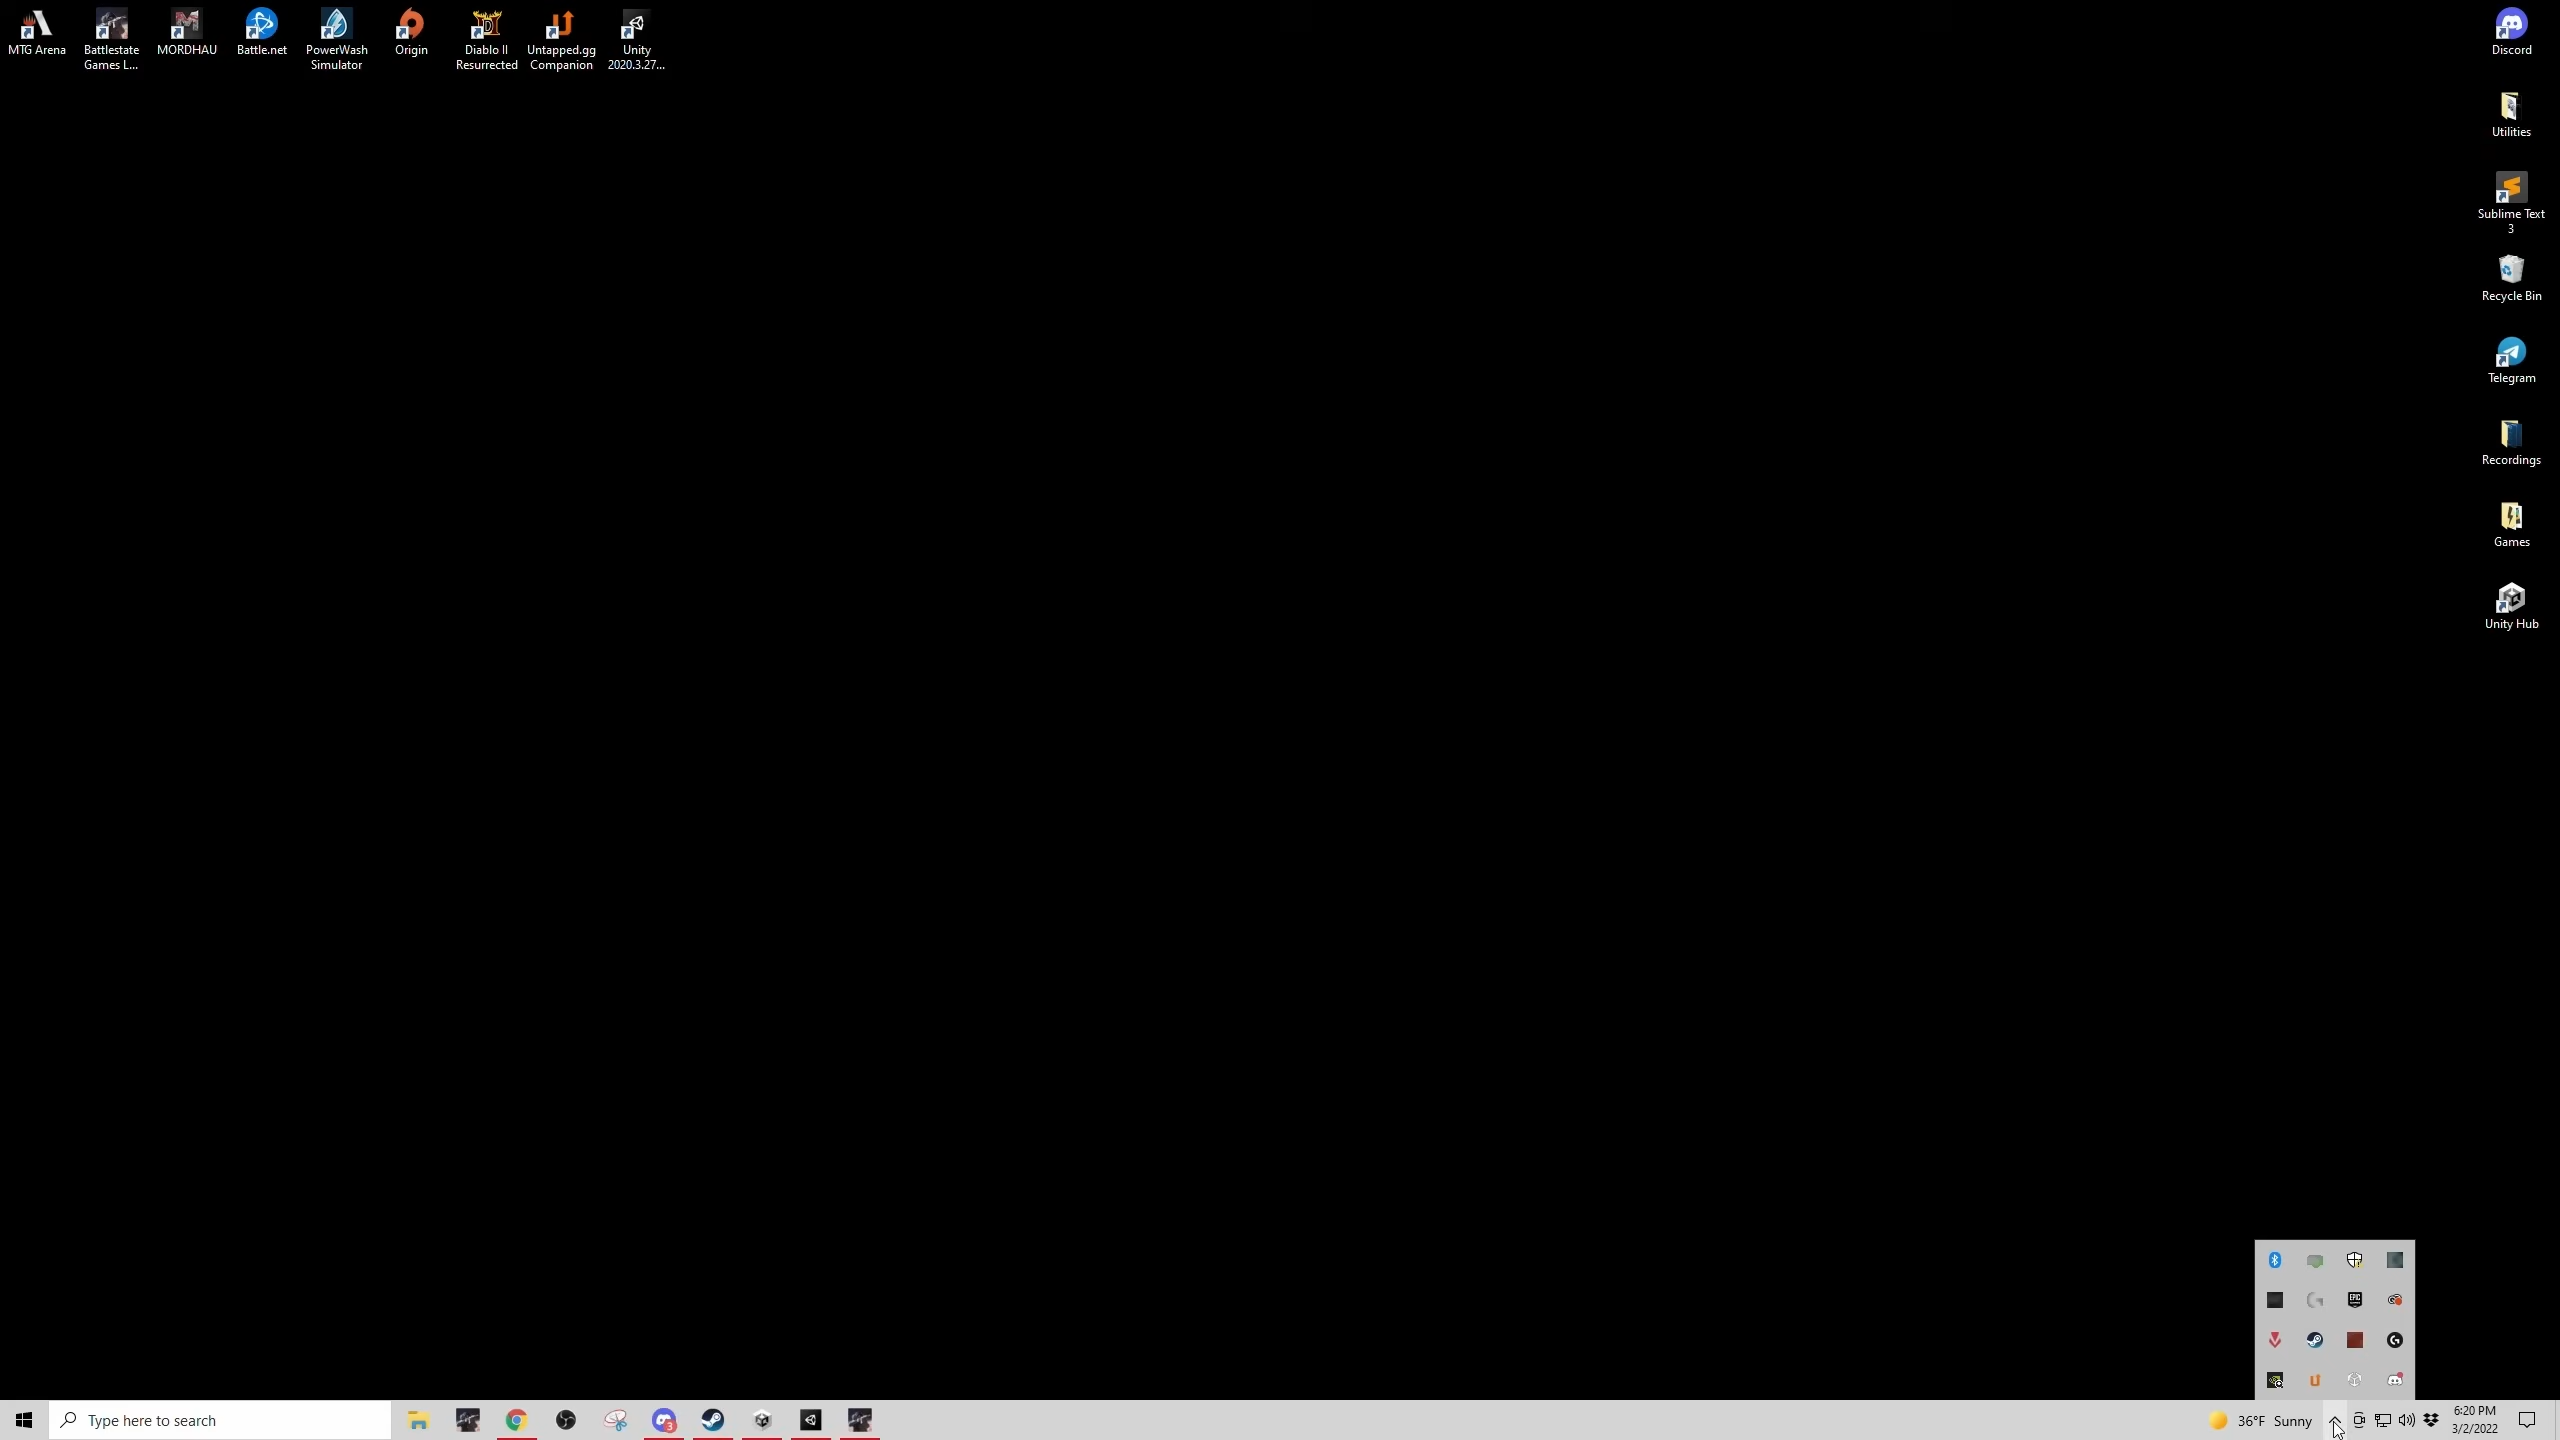 MTG Arena
Battlestate
Games L...
MORDHAU
Battle.net
PowerWash
Simulator
Origin
Diablo II
Resurrected
Untapped.gg
Companion
Unity
2020.3.27...
Discord
Utilities
Sublime Text
3
Recycle Bin
Telegram
Recordings
Games
Unity Hub
EPIC
Type here to search
3
36°F Sunny
6:20 PM
3/2/2022